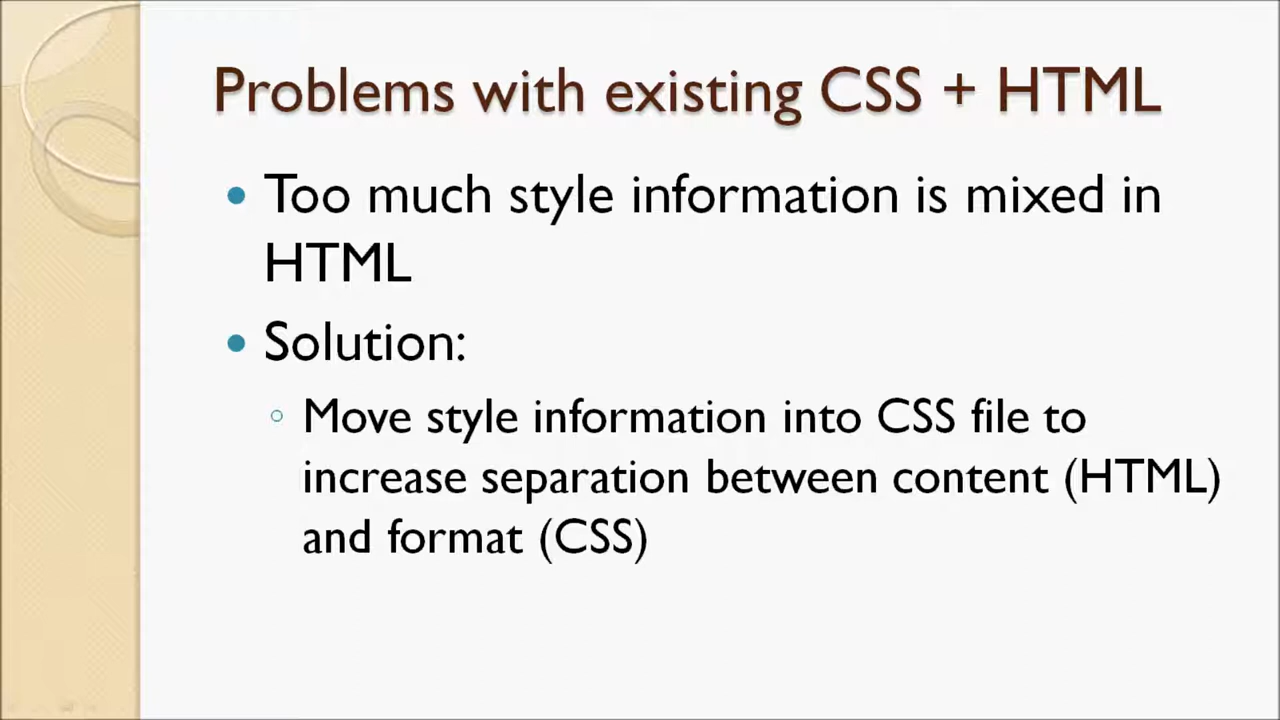 Problems with existing CSS + HTML
• Too much style information is mixed in
HTML
• Solution:
◦ Move style information into CSS file to
increase separation between content (HTML)
and format (CSS)